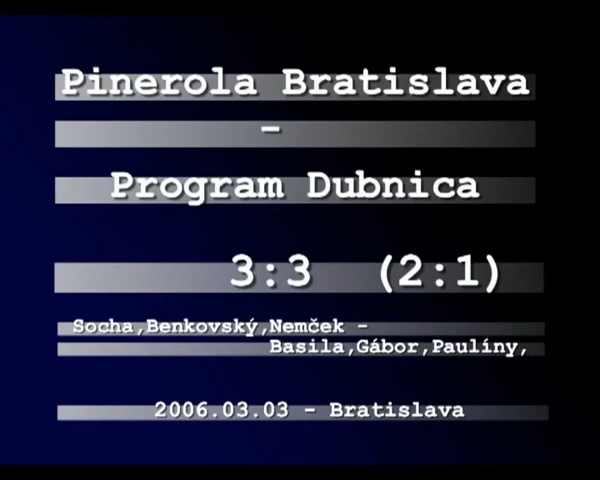 Pinerola Bratislava
-
Program Dubnica
3:3 (2:1)
Socha,Benkovský,Nemček -
Basila,Gábor,Paulíny,
2006.03.03 - Bratislava